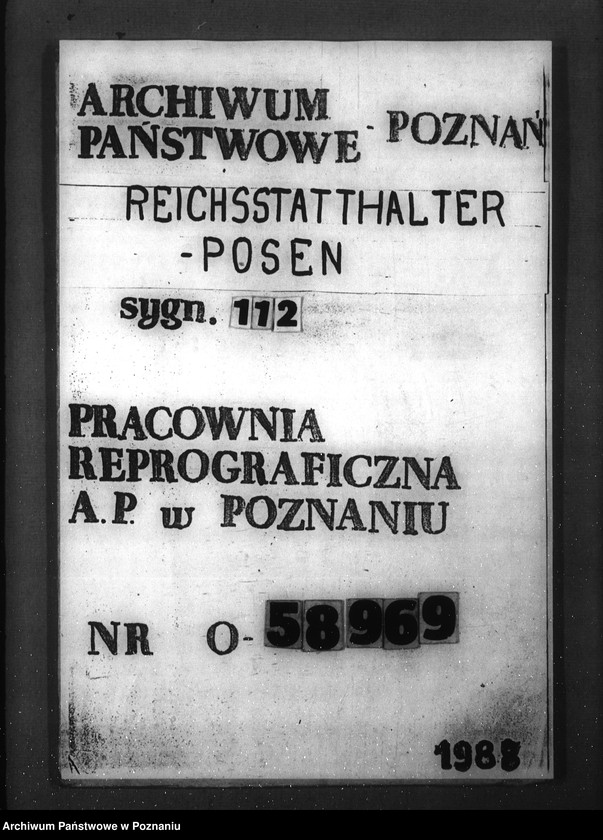 ARCHIWUM
PAŃSTWOWE - POZNAŃ
REICHSSTATTHALTER
-POSEN
sygn. 112
PRACOWNIA
REPROGRAFICZNA
A.P. w POZNANIU
NR O-58969
1988
Archiwum Państwowe w Poznaniu